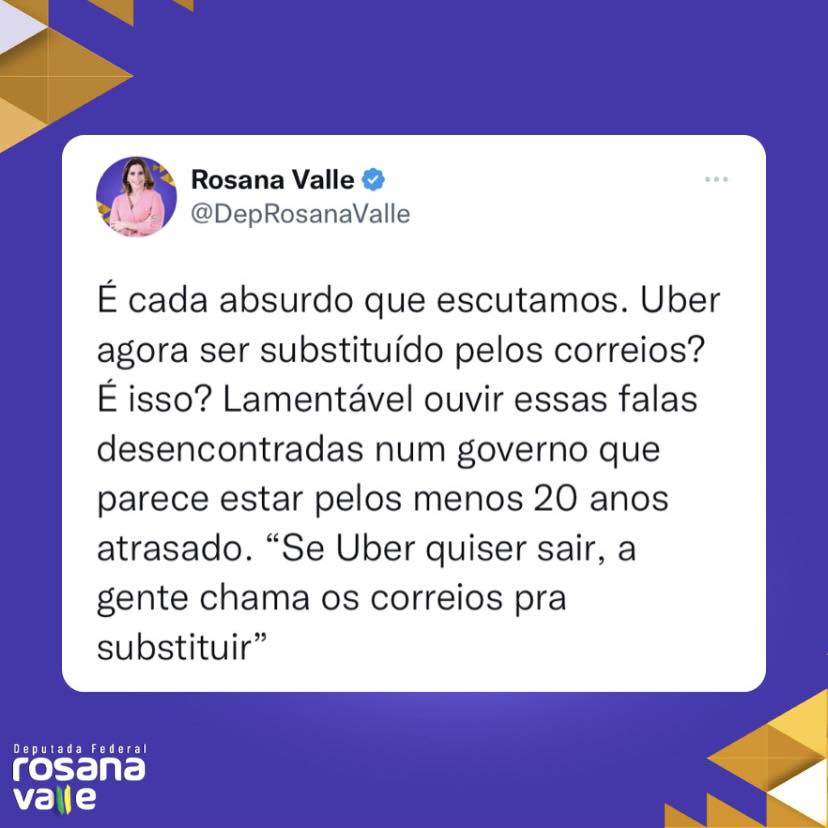 Rosana Valle
@DepRosanaValle
É cada absurdo que escutamos. Uber
agora ser substituído pelos correios?
É isso? Lamentável ouvir essas falas
desencontradas num governo que
parece estar pelos menos 20 anos
atrasado. “Se Uber quiser sair, a
gente chama os correios pra
substituir”
Deputada Federal
rosana
valle